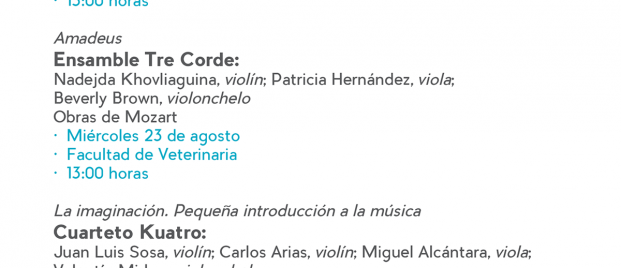 · 13:00 horas
Amadeus
Ensamble Tre Corde:
Nadejda Khovliaguina, violín; Patricia Hernández, viola;
Beverly Brown, violonchelo
Obras de Mozart
· Miércoles 23 de agosto
· Facultad de Veterinaria
· 13:00 horas
La imaginación. Pequeña introducción a la música
Cuarteto Kuatro:
Juan Luis Sosa, violín; Carlos Arias, violín; Miguel Alcántara, viola;